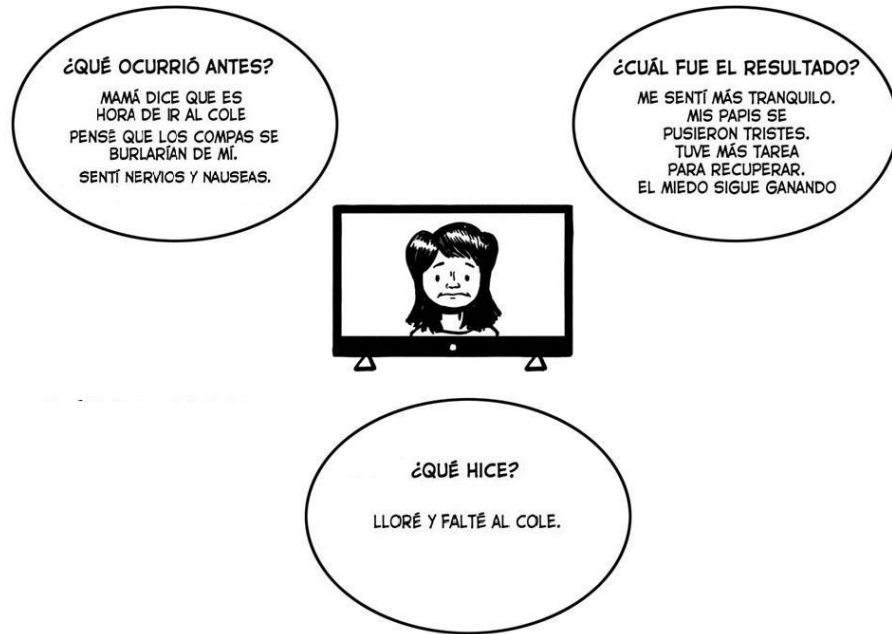 ¿QUÉ OCURRIÓ ANTES?
MAMÁ DICE QUE ES
HORA DE IR AL COLE
PENSÉ QUE LOS COMPAS SE
BURLARÍAN DE MÍ.
SENTÍ NERVIOS Y NAUSEAS.
¿CUÁL FUE EL RESULTADO?
ME SENTÍ MÁS TRANQUILO.
MIS PAPIS SE
PUSIERON TRISTES.
TUVE MÁS TAREA
PARA RECUPERAR.
EL MIEDO SIGUE GANANDO
¿QUÉ HICE?
LLORÉ Y FALTÉ AL COLE.